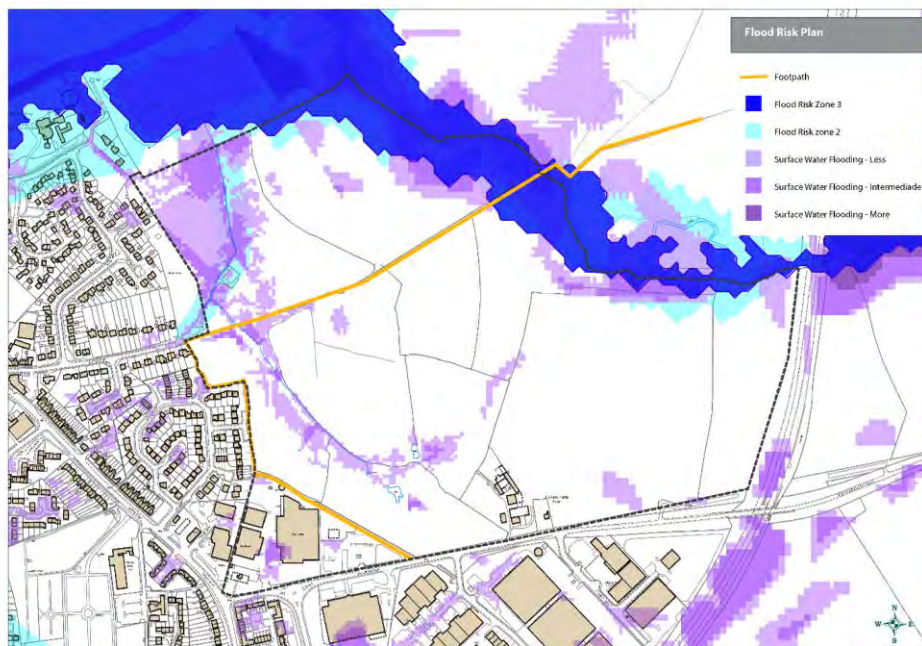 Flood Risk Plan
Footpath
Flood Risk Zone 3
Flood Risk zone 2
Surface Water Flooding - Less
Surface Water Flooding - Intermediade
Surface Water Flooding - More
N
W E
S